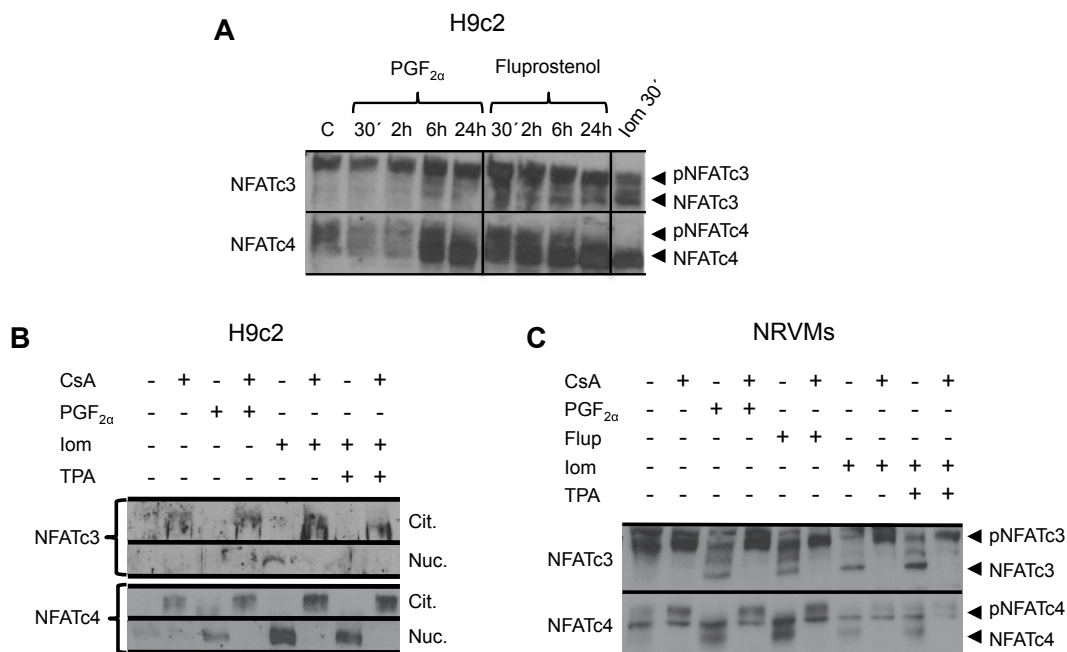 A
H9c2
PGF2α Fluprostenol
C 30´ 2h 6h 24h 30´ 2h 6h 24h Iom 30´
NFATc3
pNFATc3
NFATc3
NFATc4
pNFATc4
NFATc4
B
H9c2
CsA - + - + - + - +
PGF2α - - + + - - - -
Iom - - - - + + + +
TPA - - - - - - + +
NFATc3
Cit.
Nuc.
NFATc4
Cit.
Nuc.
C
NRVMs
CsA - + - + - + - + - +
PGF2α - - + + - - - - - -
Flup - - - - + + - - - -
Iom - - - - - - + + + +
TPA - - - - - - - - + +
NFATc3
pNFATc3
NFATc3
NFATc4
pNFATc4
NFATc4